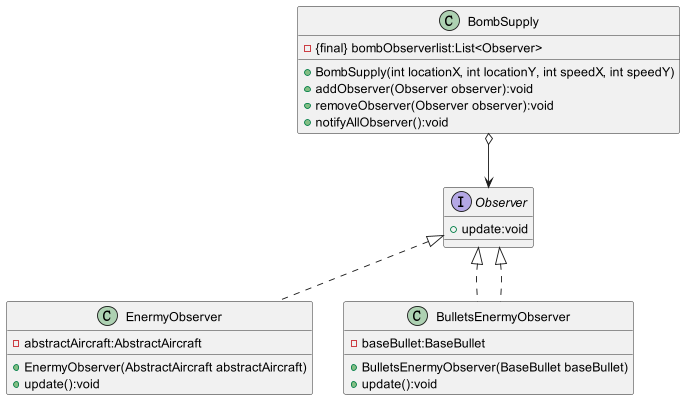 C BombSupply
{final} bombObserverlist:List<Observer>
BombSupply(int locationX, int locationY, int speedX, int speedY)
addObserver(Observer observer):void
removeObserver(Observer observer):void
notifyAllObserver():void
I Observer
update:void
C EnermyObserver
abstractAircraft:AbstractAircraft
EnermyObserver(AbstractAircraft abstractAircraft)
update():void
C BulletsEnermyObserver
baseBullet:BaseBullet
BulletsEnermyObserver(BaseBullet baseBullet)
update():void